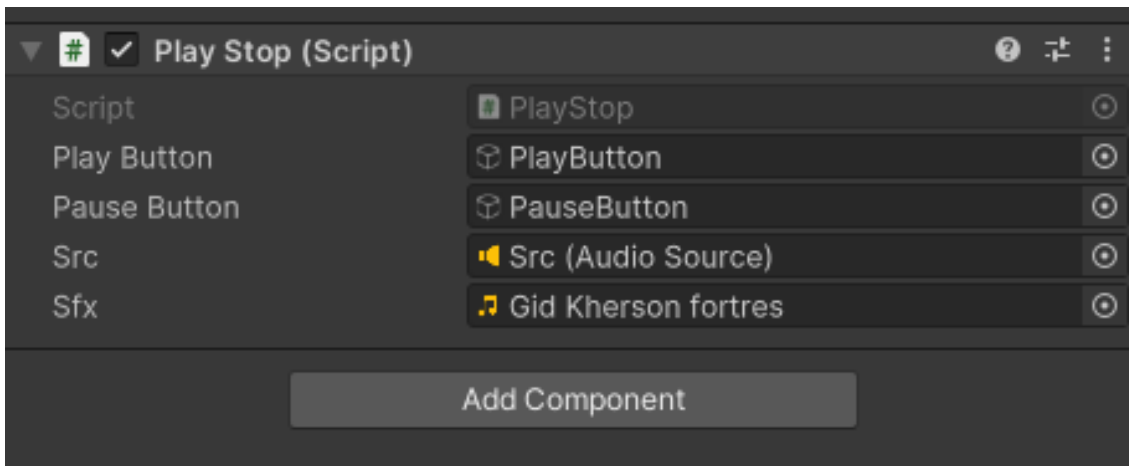 Play Stop (Script)
Script PlayStop
Play Button PlayButton
Pause Button PauseButton
Src Src (Audio Source)
Sfx Gid Kherson fortres
Add Component